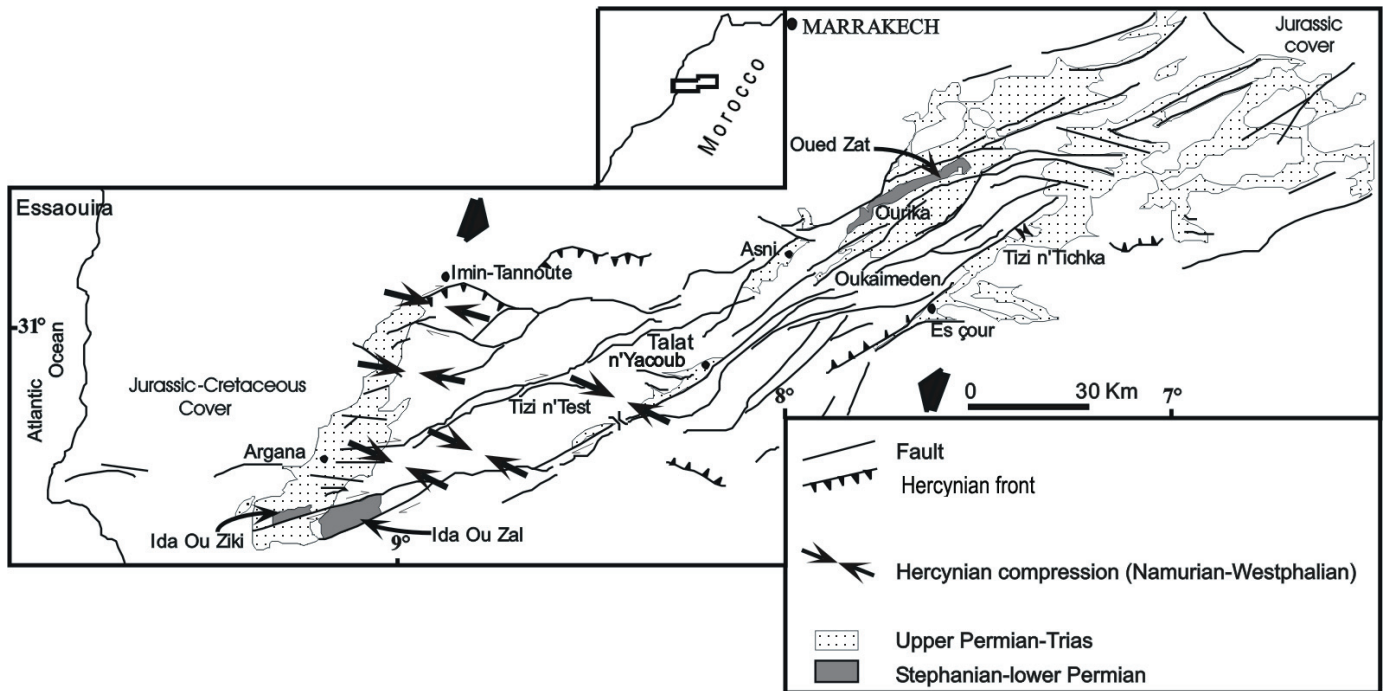 MARRAKECH
Jurassic
cover
Morocco
Oued Zat
Essaouira
Ourika
Asni
Imin-Tannoute
Tizi n'Tichka
Oukaimeden
31°
Es çour
Talat
n'Yacoub
Atlantic
Ocean
Jurassic-Cretaceous
Cover
8°
0 30 Km
7°
Tizi n'Test
Argana
Fault
Hercynian front
Ida Ou Ziki
Ida Ou Zal
9°
Hercynian compression (Namurian-Westphalian)
Upper Permian-Trias
Stephanian-lower Permian